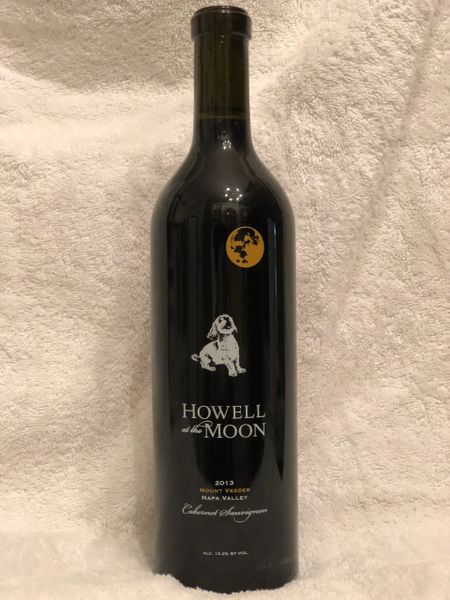 HOWELL
at the MOON
2013
MOUNT VEEDER
NAPA VALLEY
Cabernet Sauvignon
ALC. 13.2% BY VOL.